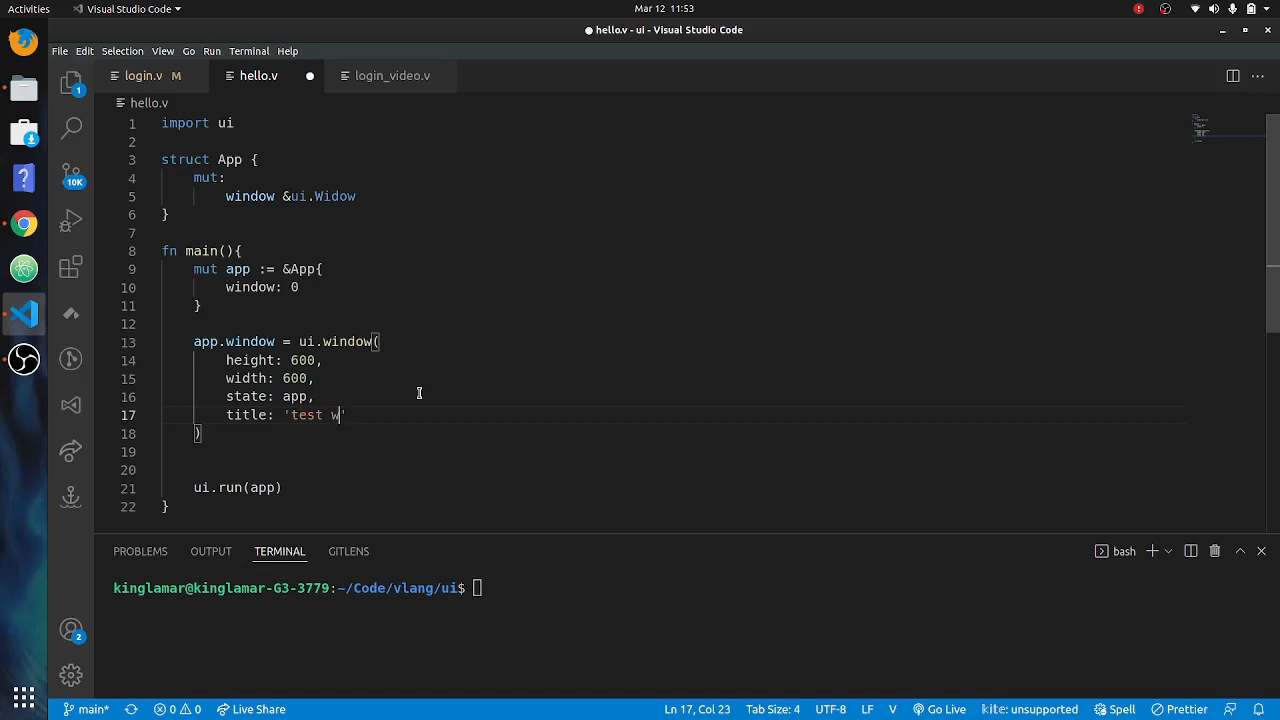 Activities Visual Studio Code Mar 12 11:53
hello.v - ui - Visual Studio Code
File Edit Selection View Go Run Terminal Help
login.v M hello.v login_video.v
hello.v
1 import ui
2
3 struct App {
4 mut:
5 window &ui.Widow
6 }
7
8 fn main(){
9 mut app := &App{
10 window: 0
11 }
12
13 app.window = ui.window(
14 height: 600,
15 width: 600,
16 state: app,
17 title: 'test w'
18 )
19
20
21 ui.run(app)
22 }
1
10K
2
PROBLEMS OUTPUT TERMINAL GITLENS bash
kinglamar@kinglamar-G3-3779:~/Code/vlang/ui$
main* 0 0 Live Share Ln 17, Col 23 Tab Size: 4 UTF-8 LF V Go Live kite: unsupported Spell Prettier